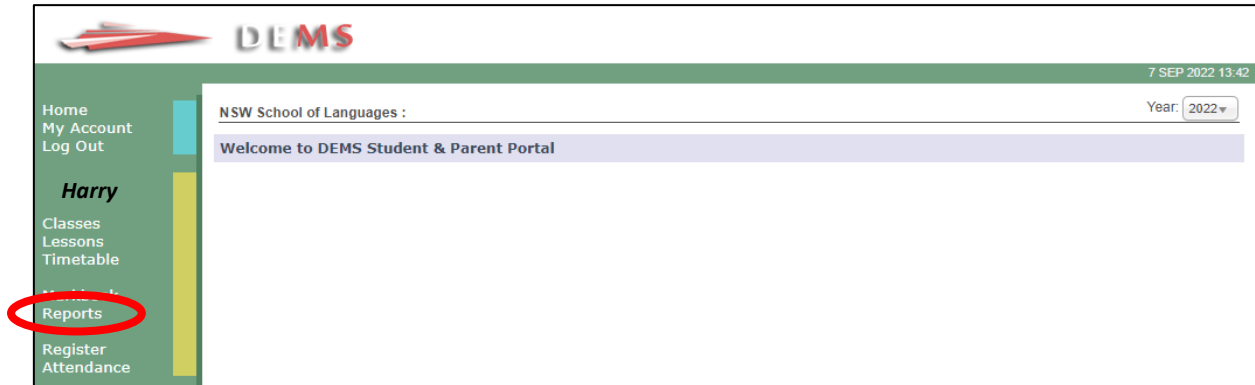 DEMS
7 SEP 2022 13:42
Home
My Account
Log Out
NSW School of Languages :
Year: 2022
Welcome to DEMS Student & Parent Portal
Harry
Classes
Lessons
Timetable
Reports
Register
Attendance